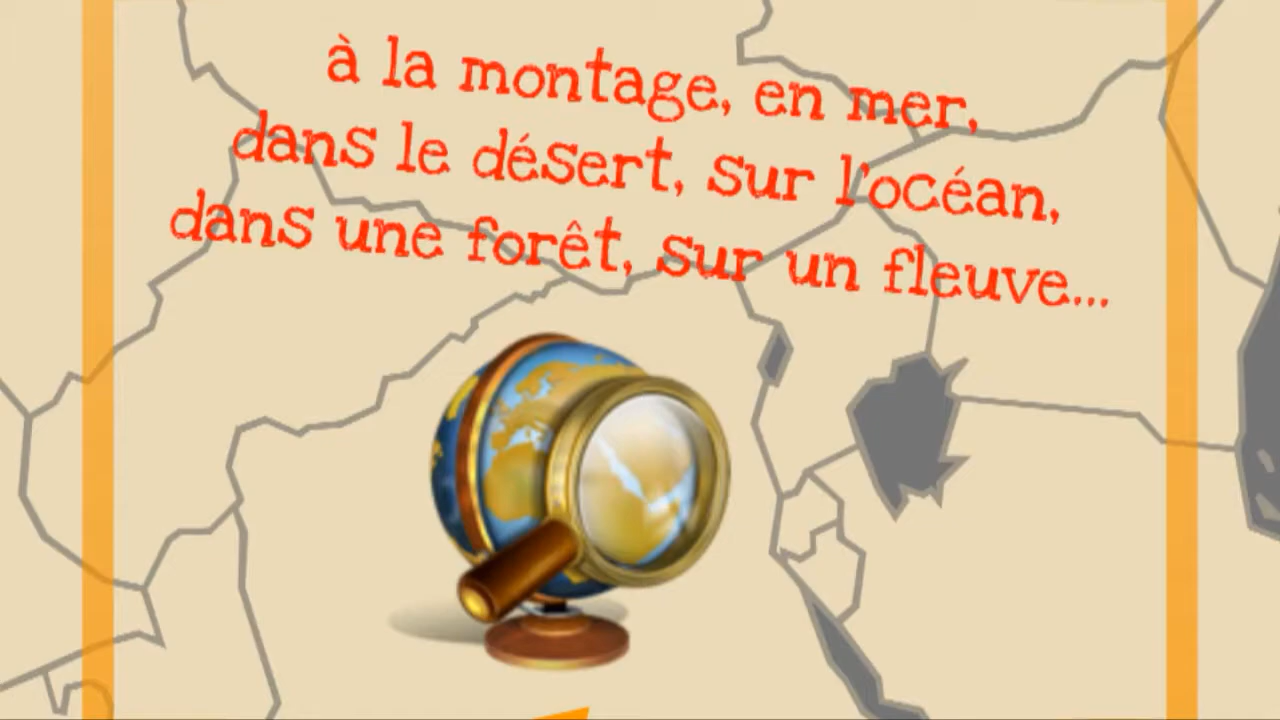 à la montage, en mer,
dans le désert, sur l'océan,
dans une forêt, sur un fleuve...